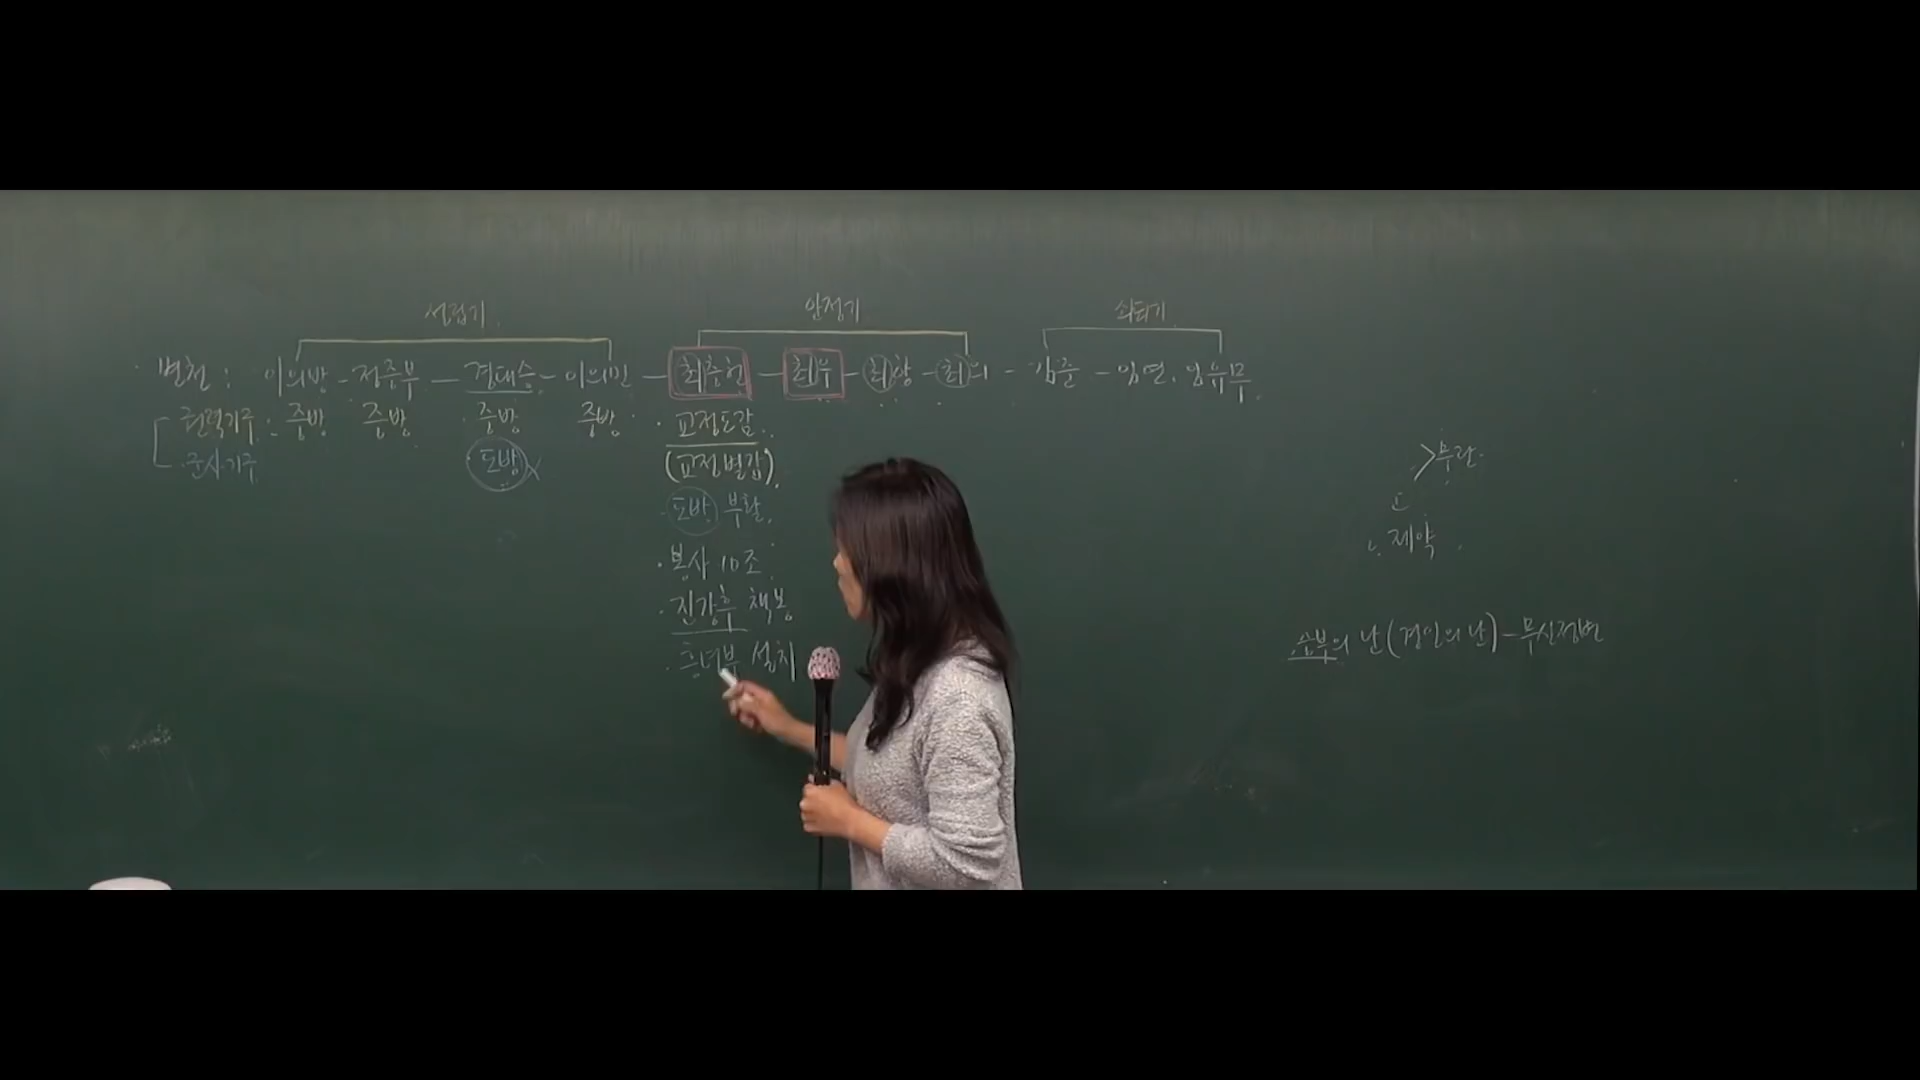 성립기 안정기 쇠퇴기
변천 : 이의방 - 정중부 - 경대승 - 이의민 - 최충헌 - 최우 - 최항 - 최의 - 김준 - 임연. 임유무.
권력기구 : 중방 중방 중방 중방 · 교정도감
군사기구 도방 X (교정별감)
· 도방 부활
· 봉사 10조
· 진강후 책봉
· 흥녕부 설치
> 무란
ㄷ
ㄴ 제약
승부의 난 (경인의 난) - 무신정변